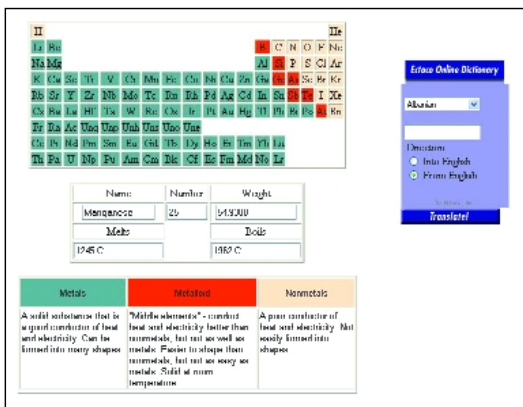 H He
Li Be B C N O F Ne
Na Mg Al Si P S Cl Ar
K Ca Sc Ti V Cr Mn Fe Co Ni Cu Zn Ga Ge As Se Br Kr
Rb Sr Y Zr Nb Mo Tc Ru Rh Pd Ag Cd In Sn Sb Te I Xe
Cs Ba La Hf Ta W Re Os Ir Pt Au Hg Tl Pb Bi Po At Rn
Fr Ra Ac Unq Unp Unh Uns Uno Une
Ce Pr Nd Pm Sm Eu Gd Tb Dy Ho Er Tm Yb Lu
Th Pa U Np Pu Am Cm Bk Cf Es Fm Md No Lr
Name Number Weight
Manganese 25
Melts Boils
1245 C
Metals Metalloid Nonmetals
A solid substance that is
a good conductor of heat
and electricity. Can be
formed into many shapes
"Middle elements" - conduct
heat and electricity better than
nonmetals, but not as well as
metals. Easier to shape than
nonmetals, but not as easy as
metals. Solid at room
temperature.
A poor conductor of
heat and electricity. Not
easily formed into
shapes
Ectaco Online Dictionary
Albanian
Direction:
Into English
From English
Translate!